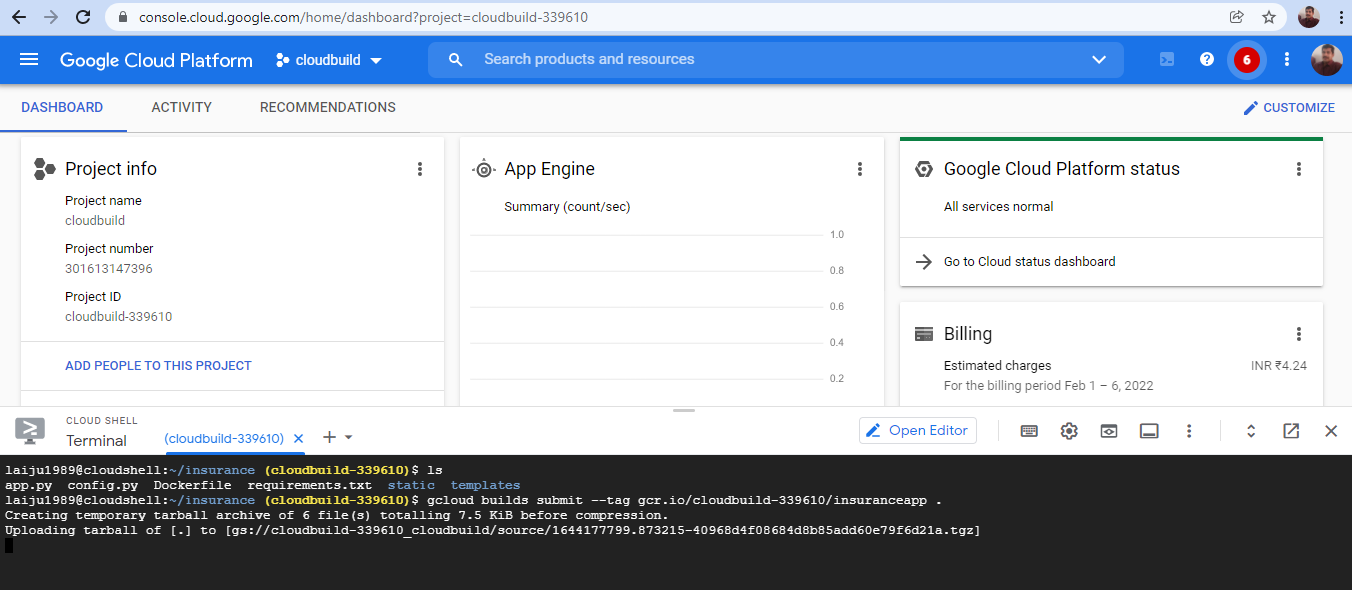 console.cloud.google.com/home/dashboard?project=cloudbuild-339610
Google Cloud Platform
cloudbuild
Search products and resources
6
DASHBOARD
ACTIVITY
RECOMMENDATIONS
CUSTOMIZE
Project info
Project name
cloudbuild
Project number
301613147396
Project ID
cloudbuild-339610
ADD PEOPLE TO THIS PROJECT
App Engine
Summary (count/sec)
1.0
0.8
0.6
0.4
0.2
Google Cloud Platform status
All services normal
Go to Cloud status dashboard
Billing
Estimated charges INR ₹4.24
For the billing period Feb 1 – 6, 2022
CLOUD SHELL
Terminal
(cloudbuild-339610)
Open Editor
laiju1989@cloudshell:~/insurance (cloudbuild-339610)$ ls
app.py config.py Dockerfile requirements.txt static templates
laiju1989@cloudshell:~/insurance (cloudbuild-339610)$ gcloud builds submit --tag gcr.io/cloudbuild-339610/insuranceapp .
Creating temporary tarball archive of 6 file(s) totalling 7.5 KiB before compression.
Uploading tarball of [.] to [gs://cloudbuild-339610_cloudbuild/source/1644177799.873215-40968d4f08684d8b85add60e79f6d21a.tgz]